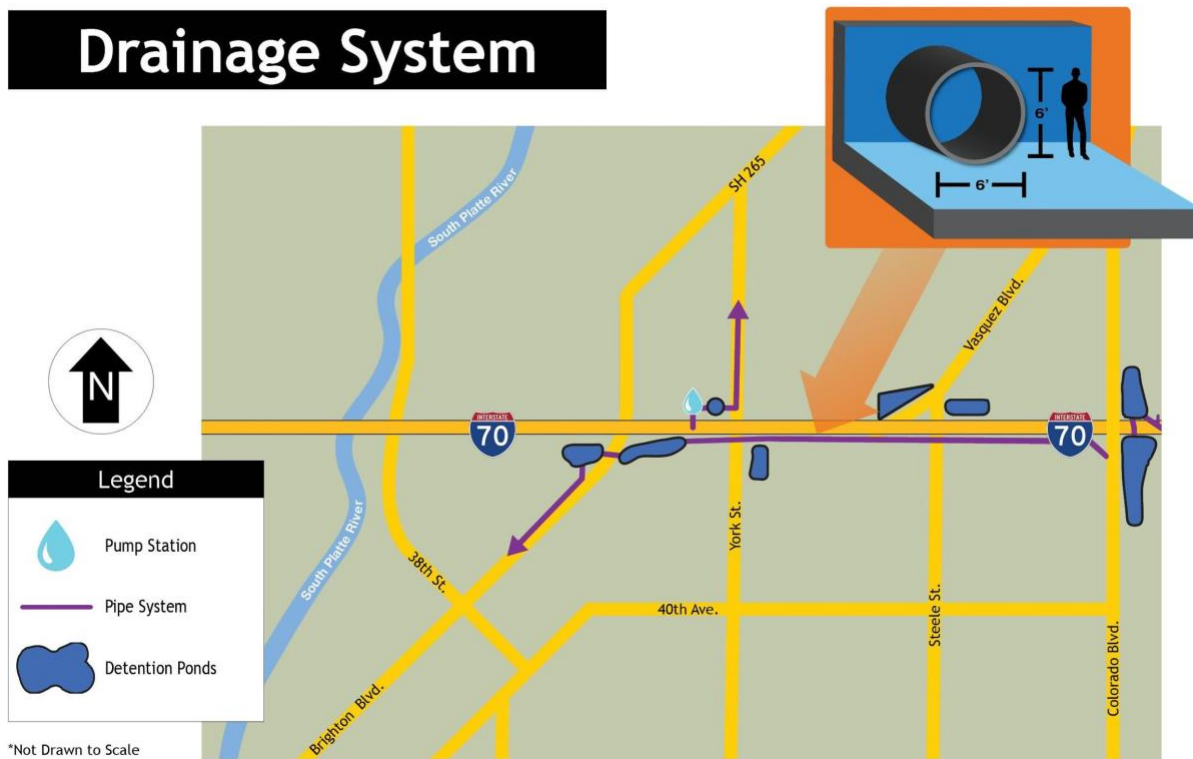 Drainage System
6'
6'
SH 265
South Platte River
Vasquez Blvd.
N
INTERSTATE
70
INTERSTATE
70
Legend
Pump Station
Pipe System
Detention Ponds
South Platte River
38th St.
York St.
40th Ave.
Steele St.
Colorado Blvd.
Brighton Blvd.
*Not Drawn to Scale